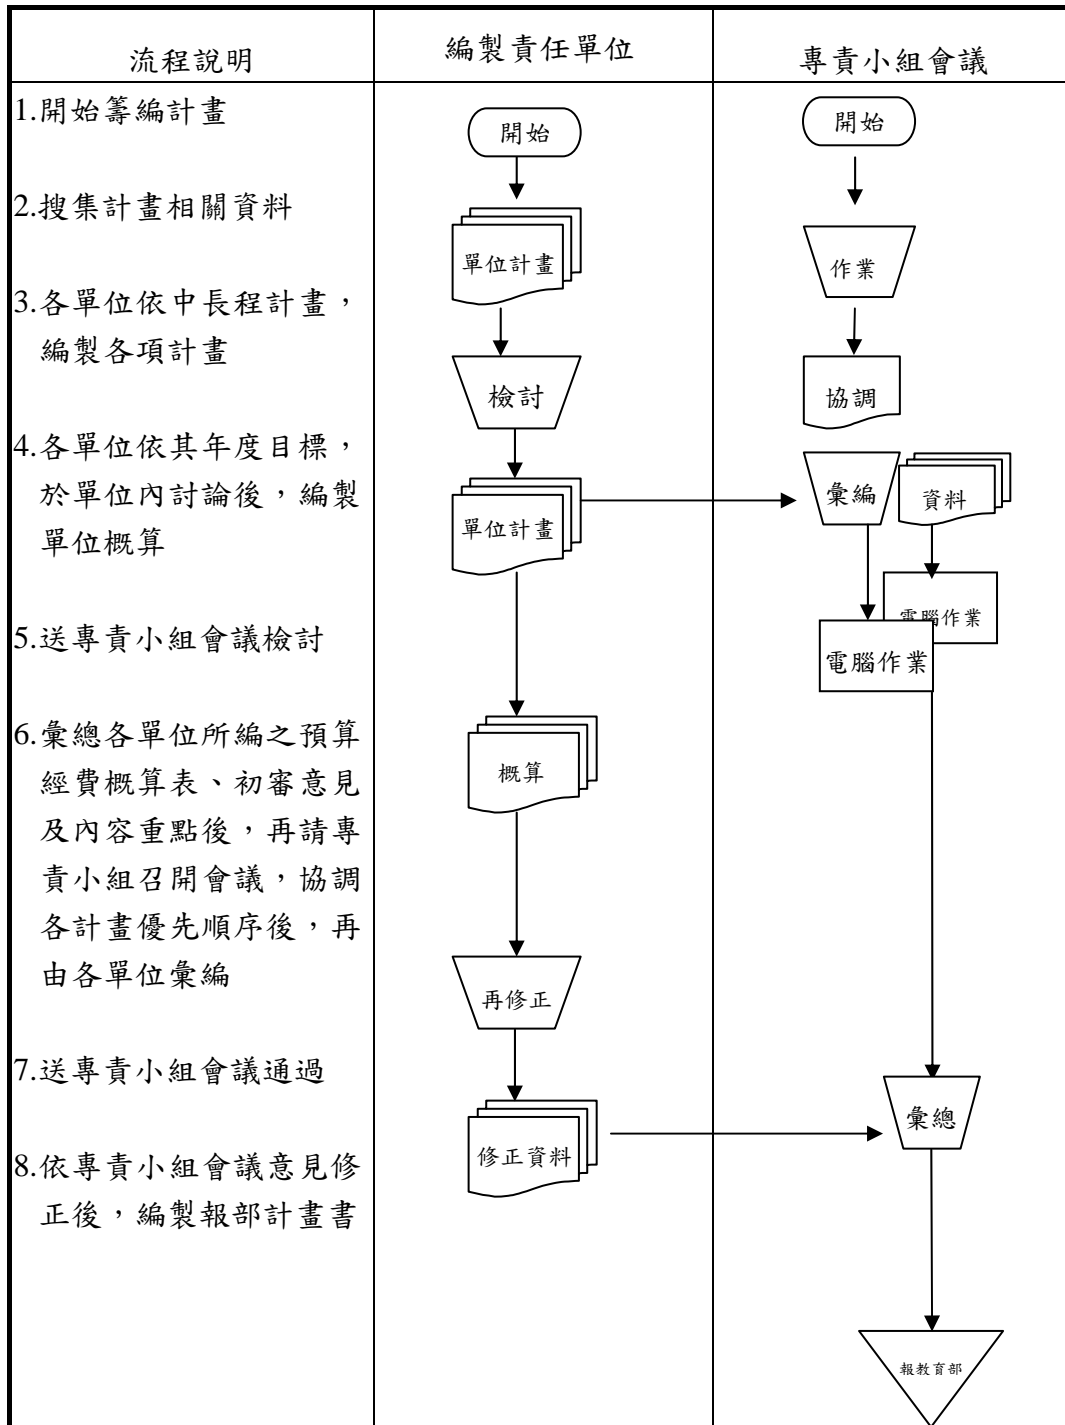 流程說明
編製責任單位
專責小組會議
1.開始籌編計畫
2.搜集計畫相關資料
3.各單位依中長程計畫，
編製各項計畫
4.各單位依其年度目標，
於單位內討論後，編製
單位概算
5.送專責小組會議檢討
6.彙總各單位所編之預算
經費概算表、初審意見
及內容重點後，再請專
責小組召開會議，協調
各計畫優先順序後，再
由各單位彙編
7.送專責小組會議通過
8.依專責小組會議意見修
正後，編製報部計畫書
開始
單位計畫
檢討
單位計畫
概算
再修正
修正資料
開始
作業
協調
彙編
資料
電腦作業
電腦作業
彙總
報教育部